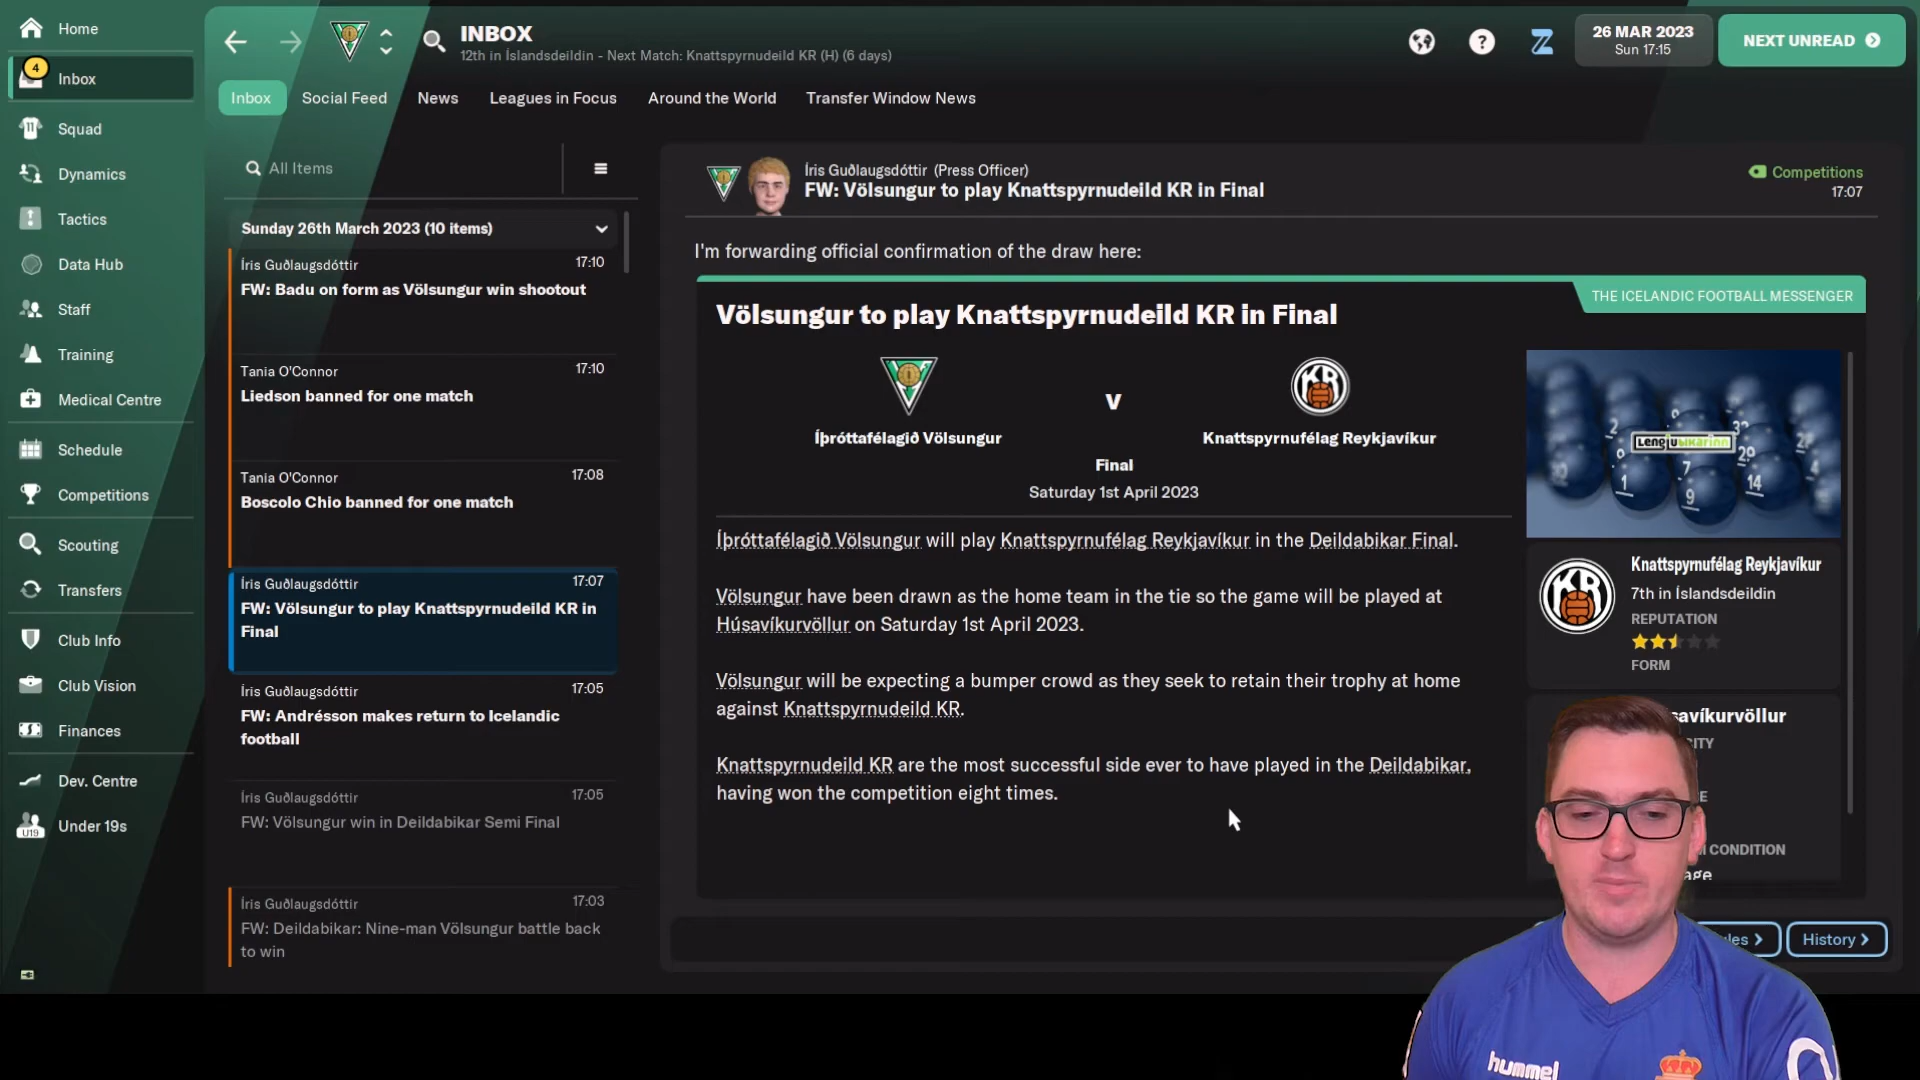 Home
4
Inbox
Squad
Dynamics
Tactics
Data Hub
Staff
Training
Medical Centre
Schedule
Competitions
Scouting
Transfers
Club Info
Club Vision
Finances
Dev. Centre
U19
Under 19s
INBOX
12th in Íslandsdeildin - Next Match: Knattspyrnudeild KR (H) (6 days)
26 MAR 2023
Sun 17:15
NEXT UNREAD
Inbox
Social Feed
News
Leagues in Focus
Around the World
Transfer Window News
All Items
Sunday 26th March 2023 (10 items)
Íris Guðlaugsdóttir 17:10
FW: Badu on form as Völsungur win shootout
Tania O'Connor 17:10
Liedson banned for one match
Tania O'Connor 17:08
Boscolo Chio banned for one match
Íris Guðlaugsdóttir 17:07
FW: Völsungur to play Knattspyrnudeild KR in
Final
Íris Guðlaugsdóttir 17:05
FW: Andrésson makes return to Icelandic
football
Íris Guðlaugsdóttir 17:05
FW: Völsungur win in Deildabikar Semi Final
Íris Guðlaugsdóttir 17:03
FW: Deildabikar: Nine-man Völsungur battle back
to win
Íris Guðlaugsdóttir (Press Officer)
FW: Völsungur to play Knattspyrnudeild KR in Final
Competitions
17:07
I'm forwarding official confirmation of the draw here:
THE ICELANDIC FOOTBALL MESSENGER
Völsungur to play Knattspyrnudeild KR in Final
V
KR
Íþróttafélagið Völsungur
Knattspyrnufélag Reykjavíkur
Final
Saturday 1st April 2023
Íþróttafélagið Völsungur will play Knattspyrnufélag Reykjavíkur in the Deildabikar Final.
Völsungur have been drawn as the home team in the tie so the game will be played at
Húsavíkurvöllur on Saturday 1st April 2023.
Völsungur will be expecting a bumper crowd as they seek to retain their trophy at home
against Knattspyrnudeild KR.
Knattspyrnudeild KR are the most successful side ever to have played in the Deildabikar,
having won the competition eight times.
Lengjubikarinn
2
1
7
9
29
14
KR
Knattspyrnufélag Reykjavíkur
7th in Íslandsdeildin
REPUTATION
FORM
savíkurvöllur
CITY
E
CONDITION
age
les
History
hummel